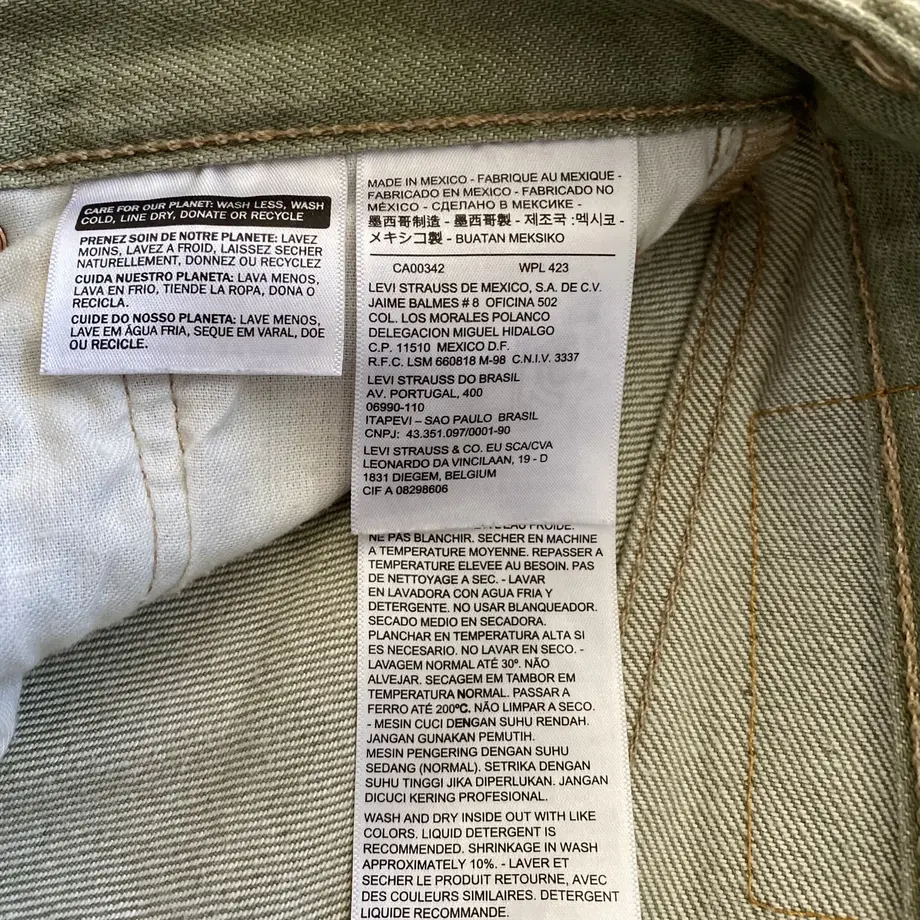 CARE FOR OUR PLANET: WASH LESS, WASH
COLD, LINE DRY, DONATE OR RECYCLE
PRENEZ SOIN DE NOTRE PLANETE: LAVEZ
MOINS, LAVEZ A FROID, LAISSEZ SECHER
NATURELLEMENT, DONNEZ OU RECYCLEZ
CUIDA NUESTRO PLANETA: LAVA MENOS,
LAVA EN FRIO, TIENDE LA ROPA, DONA O
RECICLA.
CUIDE DO NOSSO PLANETA: LAVE MENOS,
LAVE EM ÁGUA FRIA, SEQUE EM VARAL, DOE
OU RECICLE.
MADE IN MEXICO - FABRIQUE AU MEXIQUE -
FABRICADO EN MEXICO - FABRICADO NO
MÉXICO - СДЕЛАНО В МЕКСИКЕ -
墨西哥制造 - 墨西哥製 - 제조국 :멕시코 -
メキシコ製 - BUATAN MEKSIKO
CA00342 WPL 423
LEVI STRAUSS DE MEXICO, S.A. DE C.V.
JAIME BALMES # 8 OFICINA 502
COL. LOS MORALES POLANCO
DELEGACION MIGUEL HIDALGO
C.P. 11510 MEXICO D.F.
R.F.C. LSM 660818 M-98 C.N.I.V. 3337
LEVI STRAUSS DO BRASIL
AV. PORTUGAL, 400
06990-110
ITAPEVI – SAO PAULO BRASIL
CNPJ: 43.351.097/0001-90
LEVI STRAUSS & CO. EU SCA/CVA
LEONARDO DA VINCILAAN, 19 - D
1831 DIEGEM, BELGIUM
CIF A 08298606
EAU FROIDE.
NE PAS BLANCHIR. SECHER EN MACHINE
A TEMPERATURE MOYENNE. REPASSER A
TEMPERATURE ELEVEE AU BESOIN. PAS
DE NETTOYAGE A SEC. - LAVAR
EN LAVADORA CON AGUA FRIA Y
DETERGENTE. NO USAR BLANQUEADOR.
SECADO MEDIO EN SECADORA.
PLANCHAR EN TEMPERATURA ALTA SI
ES NECESARIO. NO LAVAR EN SECO. -
LAVAGEM NORMAL ATÉ 30º. NÃO
ALVEJAR. SECAGEM EM TAMBOR EM
TEMPERATURA NORMAL. PASSAR A
FERRO ATÉ 200ºC. NÃO LIMPAR A SECO.
- MESIN CUCI DENGAN SUHU RENDAH.
JANGAN GUNAKAN PEMUTIH.
MESIN PENGERING DENGAN SUHU
SEDANG (NORMAL). SETRIKA DENGAN
SUHU TINGGI JIKA DIPERLUKAN. JANGAN
DICUCI KERING PROFESIONAL.
WASH AND DRY INSIDE OUT WITH LIKE
COLORS. LIQUID DETERGENT IS
RECOMMENDED. SHRINKAGE IN WASH
APPROXIMATELY 10%. - LAVER ET
SECHER LE PRODUIT RETOURNE, AVEC
DES COULEURS SIMILAIRES. DETERGENT
LIQUIDE RECOMMANDE.